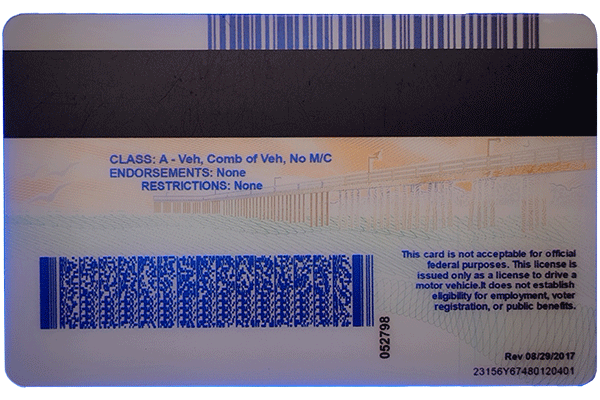 CLASS: A - Veh, Comb of Veh, No M/C
ENDORSEMENTS: None
RESTRICTIONS: None
This card is not acceptable for official
federal purposes. This license is
issued only as a license to drive a
motor vehicie.It does not establish
eligibility for employment, voter
registration, or public benefits.
052798
Rev 08/29/2017
23156Y67480120401